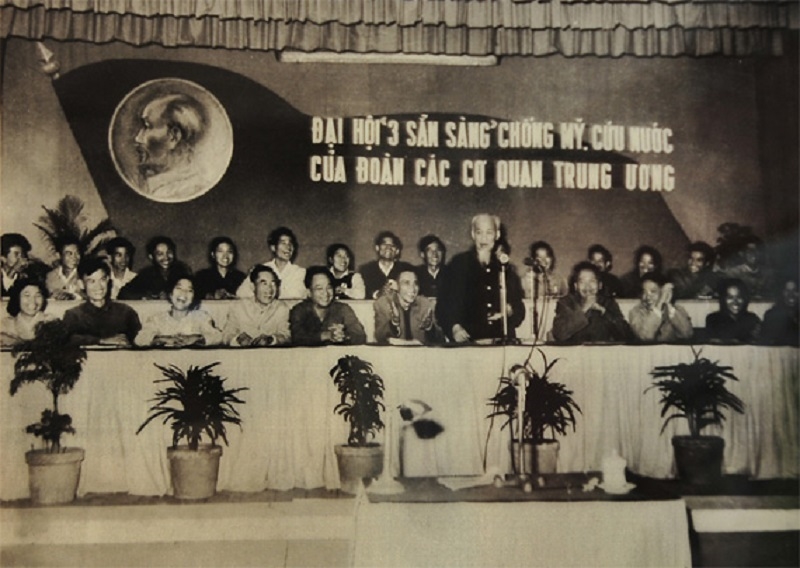 ĐẠI HỘI "3 SẴN SÀNG" CHỐNG MỸ, CỨU NƯỚC
CỦA ĐOÀN CÁC CƠ QUAN TRUNG ƯƠNG